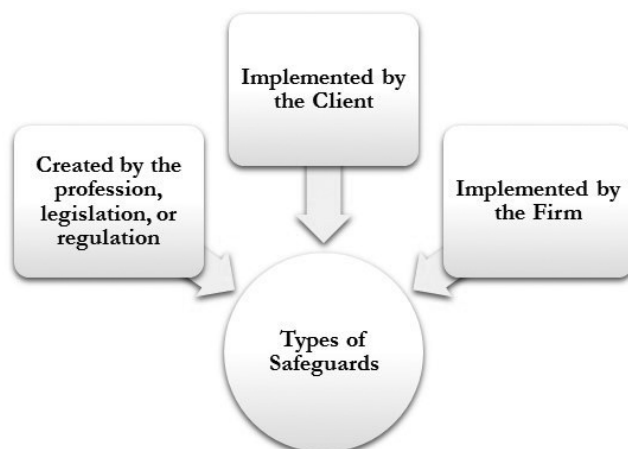 Implemented by
the Client
Created by the
profession,
legislation, or
regulation
Implemented by
the Firm
Types of
Safeguards